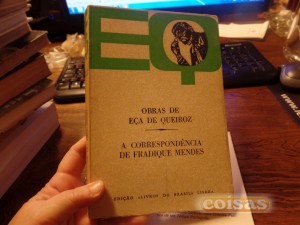 EQ
OBRAS DE
EÇA DE QUEIROZ
A CORRESPONDÊNCIA
DE FRADIQUE MENDES
EDIÇÃO «LIVROS DO BRASIL» LISBOA
coisas